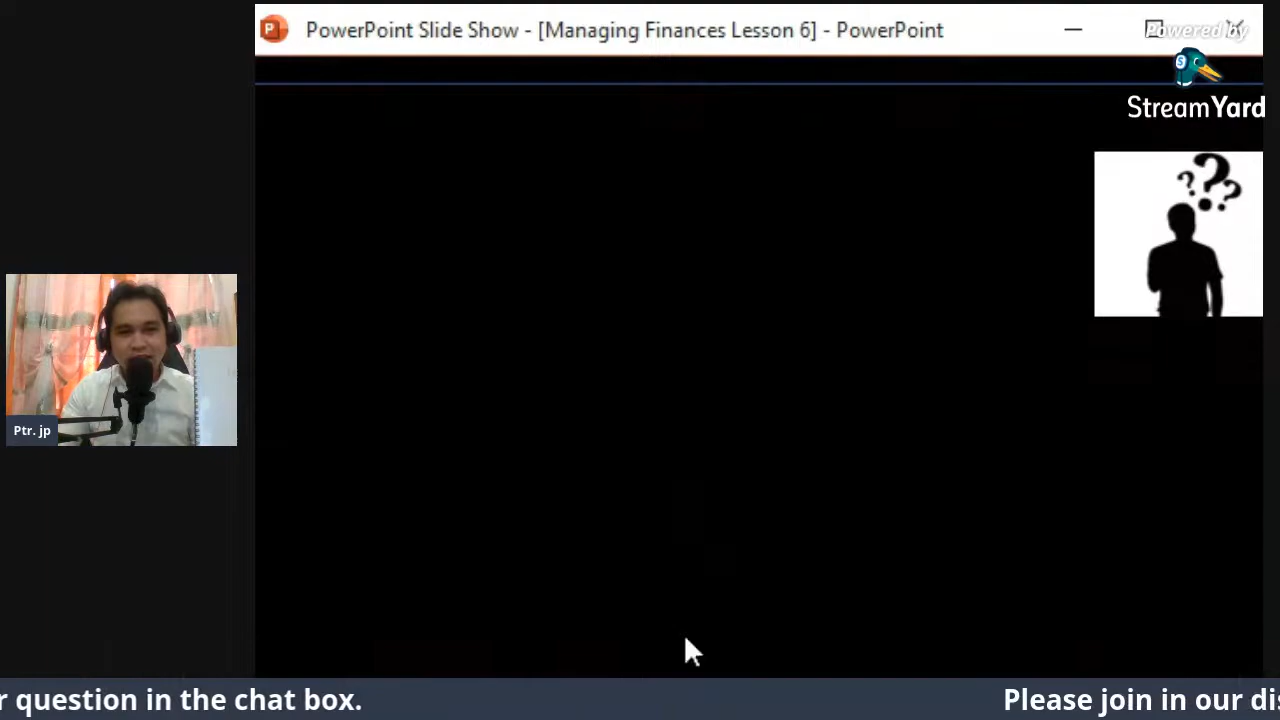 PowerPoint Slide Show - [Managing Finances Lesson 6] - PowerPoint
Powered by
StreamYard
Ptr. jp
question in the chat box.
Please join in our